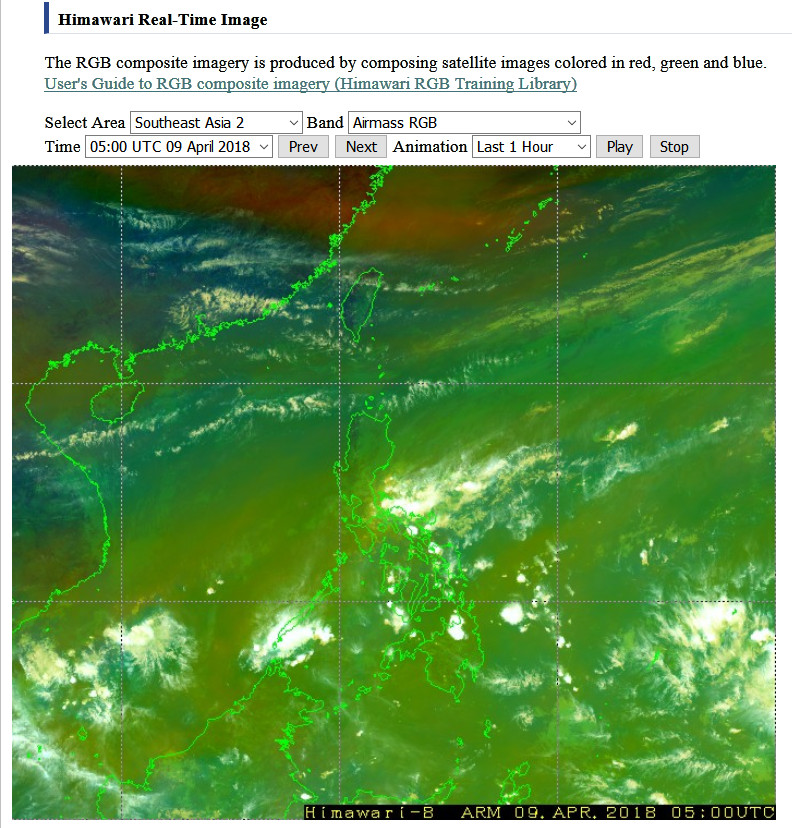 Himawari Real-Time Image
The RGB composite imagery is produced by composing satellite images colored in red, green and blue.
User's Guide to RGB composite imagery (Himawari RGB Training Library)
Select Area Southeast Asia 2 Band Airmass RGB
Time 05:00 UTC 09 April 2018 Prev Next Animation Last 1 Hour Play Stop
Himawari-8 ARM 09.APR.2018 05:00UTC